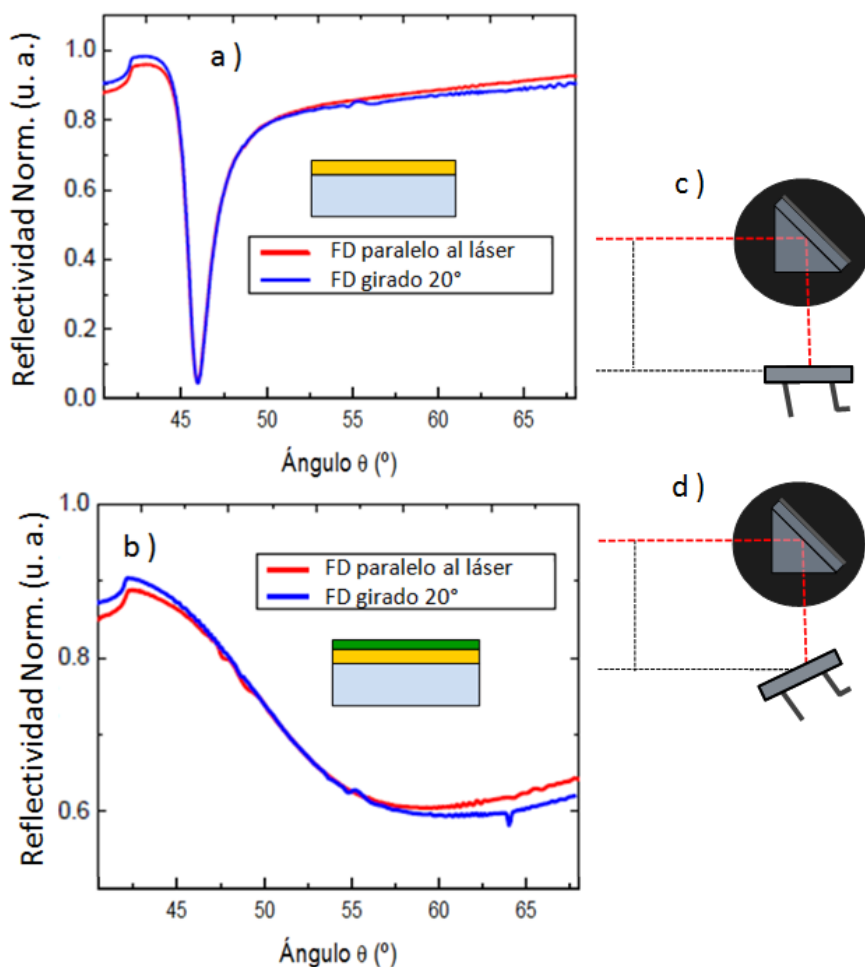 a )
Reflectividad Norm. (u. a.)
1.0
0.8
0.6
0.4
0.2
0.0
FD paralelo al láser
FD girado 20°
45
50
55
60
65
Ángulo θ (º)
c )
b )
Reflectividad Norm. (u. a.)
1.0
0.8
0.6
FD paralelo al láser
FD girado 20°
45
50
55
60
65
Ángulo θ (º)
d )